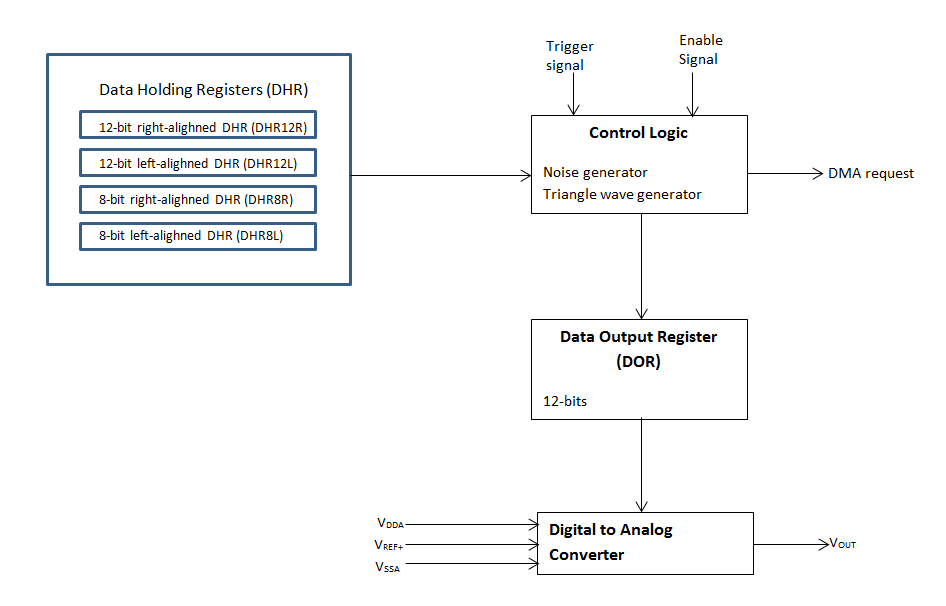 Data Holding Registers (DHR)
12-bit right-alighned DHR (DHR12R)
12-bit left-alighned DHR (DHR12L)
8-bit right-alighned DHR (DHR8R)
8-bit left-alighned DHR (DHR8L)
Trigger
signal
Enable
Signal
Control Logic
Noise generator
Triangle wave generator
DMA request
Data Output Register
(DOR)
12-bits
VDDA
VREF+
VSSA
Digital to Analog
Converter
VOUT